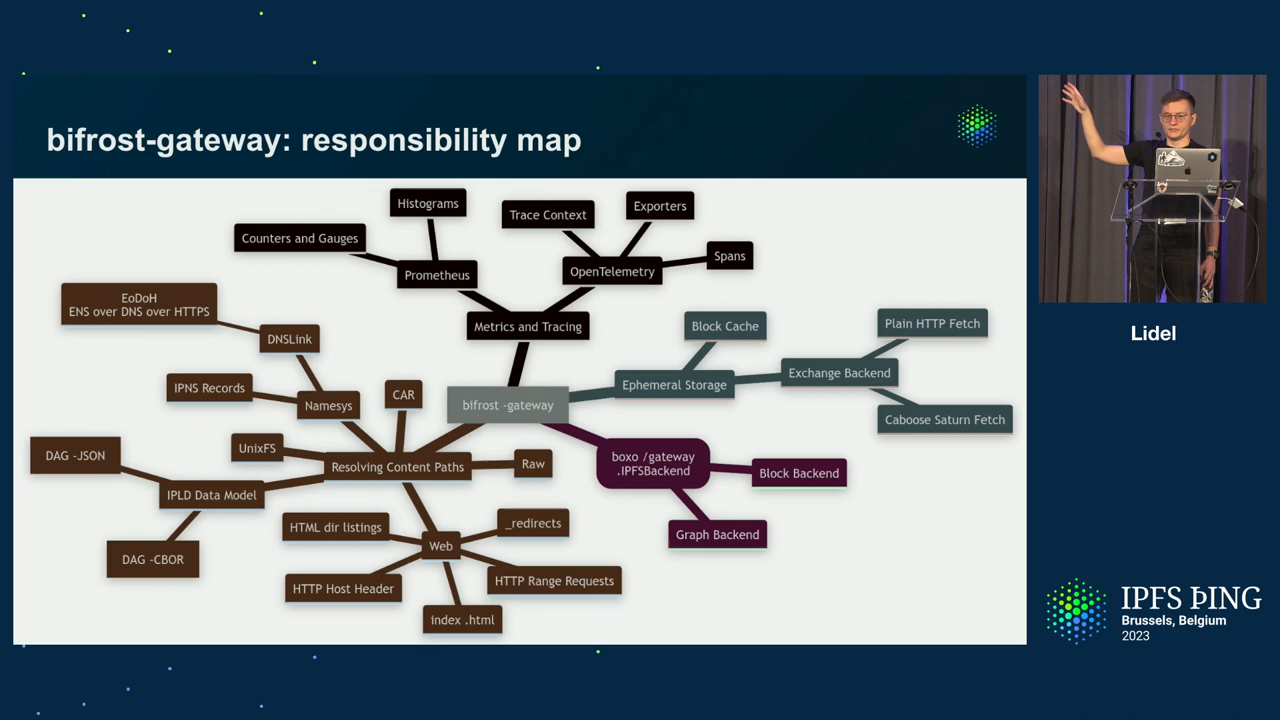 bifrost-gateway: responsibility map
Histograms
Exporters
Trace Context
Counters and Gauges
Spans
Prometheus
OpenTelemetry
EoDoH
ENS over DNS over HTTPS
Metrics and Tracing
Block Cache
Plain HTTP Fetch
DNSLink
Exchange Backend
Ephemeral Storage
IPNS Records
CAR
Namesys
bifrost -gateway
Caboose Saturn Fetch
UnixFS
DAG -JSON
Resolving Content Paths
Raw
boxo /gateway
.IPFSBackend
Block Backend
IPLD Data Model
HTML dir listings
_redirects
Graph Backend
Web
DAG -CBOR
HTTP Host Header
HTTP Range Requests
index .html
Lidel
IPFS ÞING
Brussels, Belgium
2023